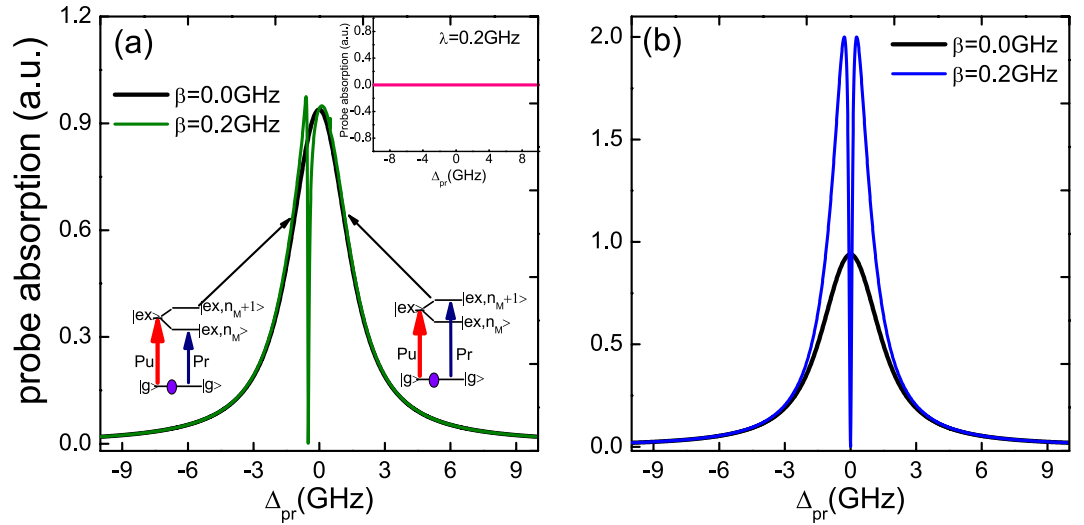 (a)
β=0.0GHz
β=0.2GHz
probe absorption (a.u.)
1.2
0.9
0.6
0.3
0.0
-9 -6 -3 0 3 6 9
Δpr(GHz)
λ=0.2GHz
Probe absorption (a.u.)
0.8
0.4
0.0
-0.4
-0.8
-8 -4 0 4 8
Δpr(GHz)
|ex>
|ex,nM+1>
|ex,nM>
Pu Pr
|g> |g>
|ex>
|ex,nM+1>
|ex,nM>
Pu Pr
|g> |g>
(b)
β=0.0GHz
β=0.2GHz
2.0
1.5
1.0
0.5
0.0
-9 -6 -3 0 3 6 9
Δpr(GHz)